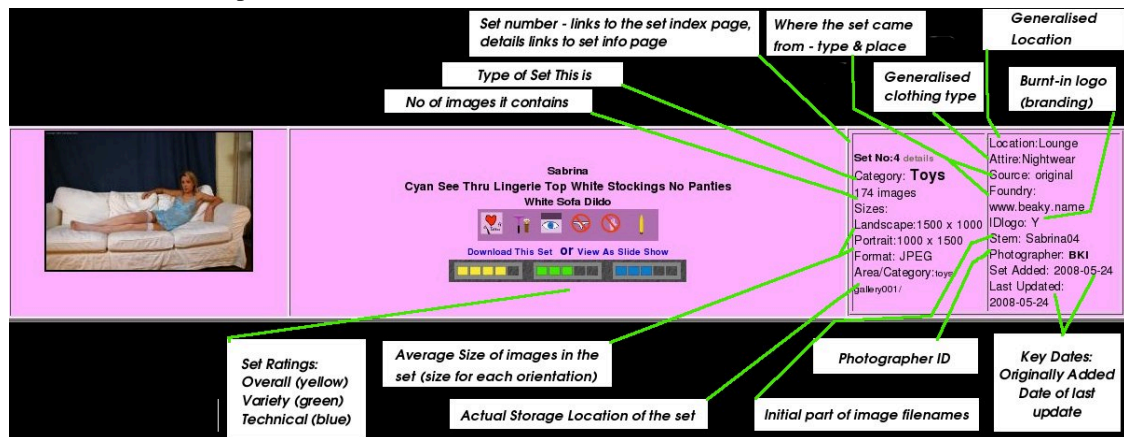 Set number - links to the set index page,
details links to set info page
Where the set came
from - type & place
Generalised
Location
Type of Set This is
Generalised
clothing type
Burnt-in logo
(branding)
No of images it contains
Sabrina
Cyan See Thru Lingerie Top White Stockings No Panties
White Sofa Dildo
Download This Set or View As Slide Show
Set No:4 details
Category: Toys
174 images
Sizes:
Landscape:1500 x 1000
Portrait:1000 x 1500
Format: JPEG
Area/Category:toys
gallery001/
Location:Lounge
Attire:Nightwear
Source: original
Foundry:
www.beaky.name
IDlogo: Y
Stem: Sabrina04
Photographer: BKI
Set Added: 2008-05-24
Last Updated:
2008-05-24
Set Ratings:
Overall (yellow)
Variety (green)
Technical (blue)
Average Size of images in the
set (size for each orientation)
Actual Storage Location of the set
Photographer ID
Initial part of image filenames
Key Dates:
Originally Added
Date of last
update